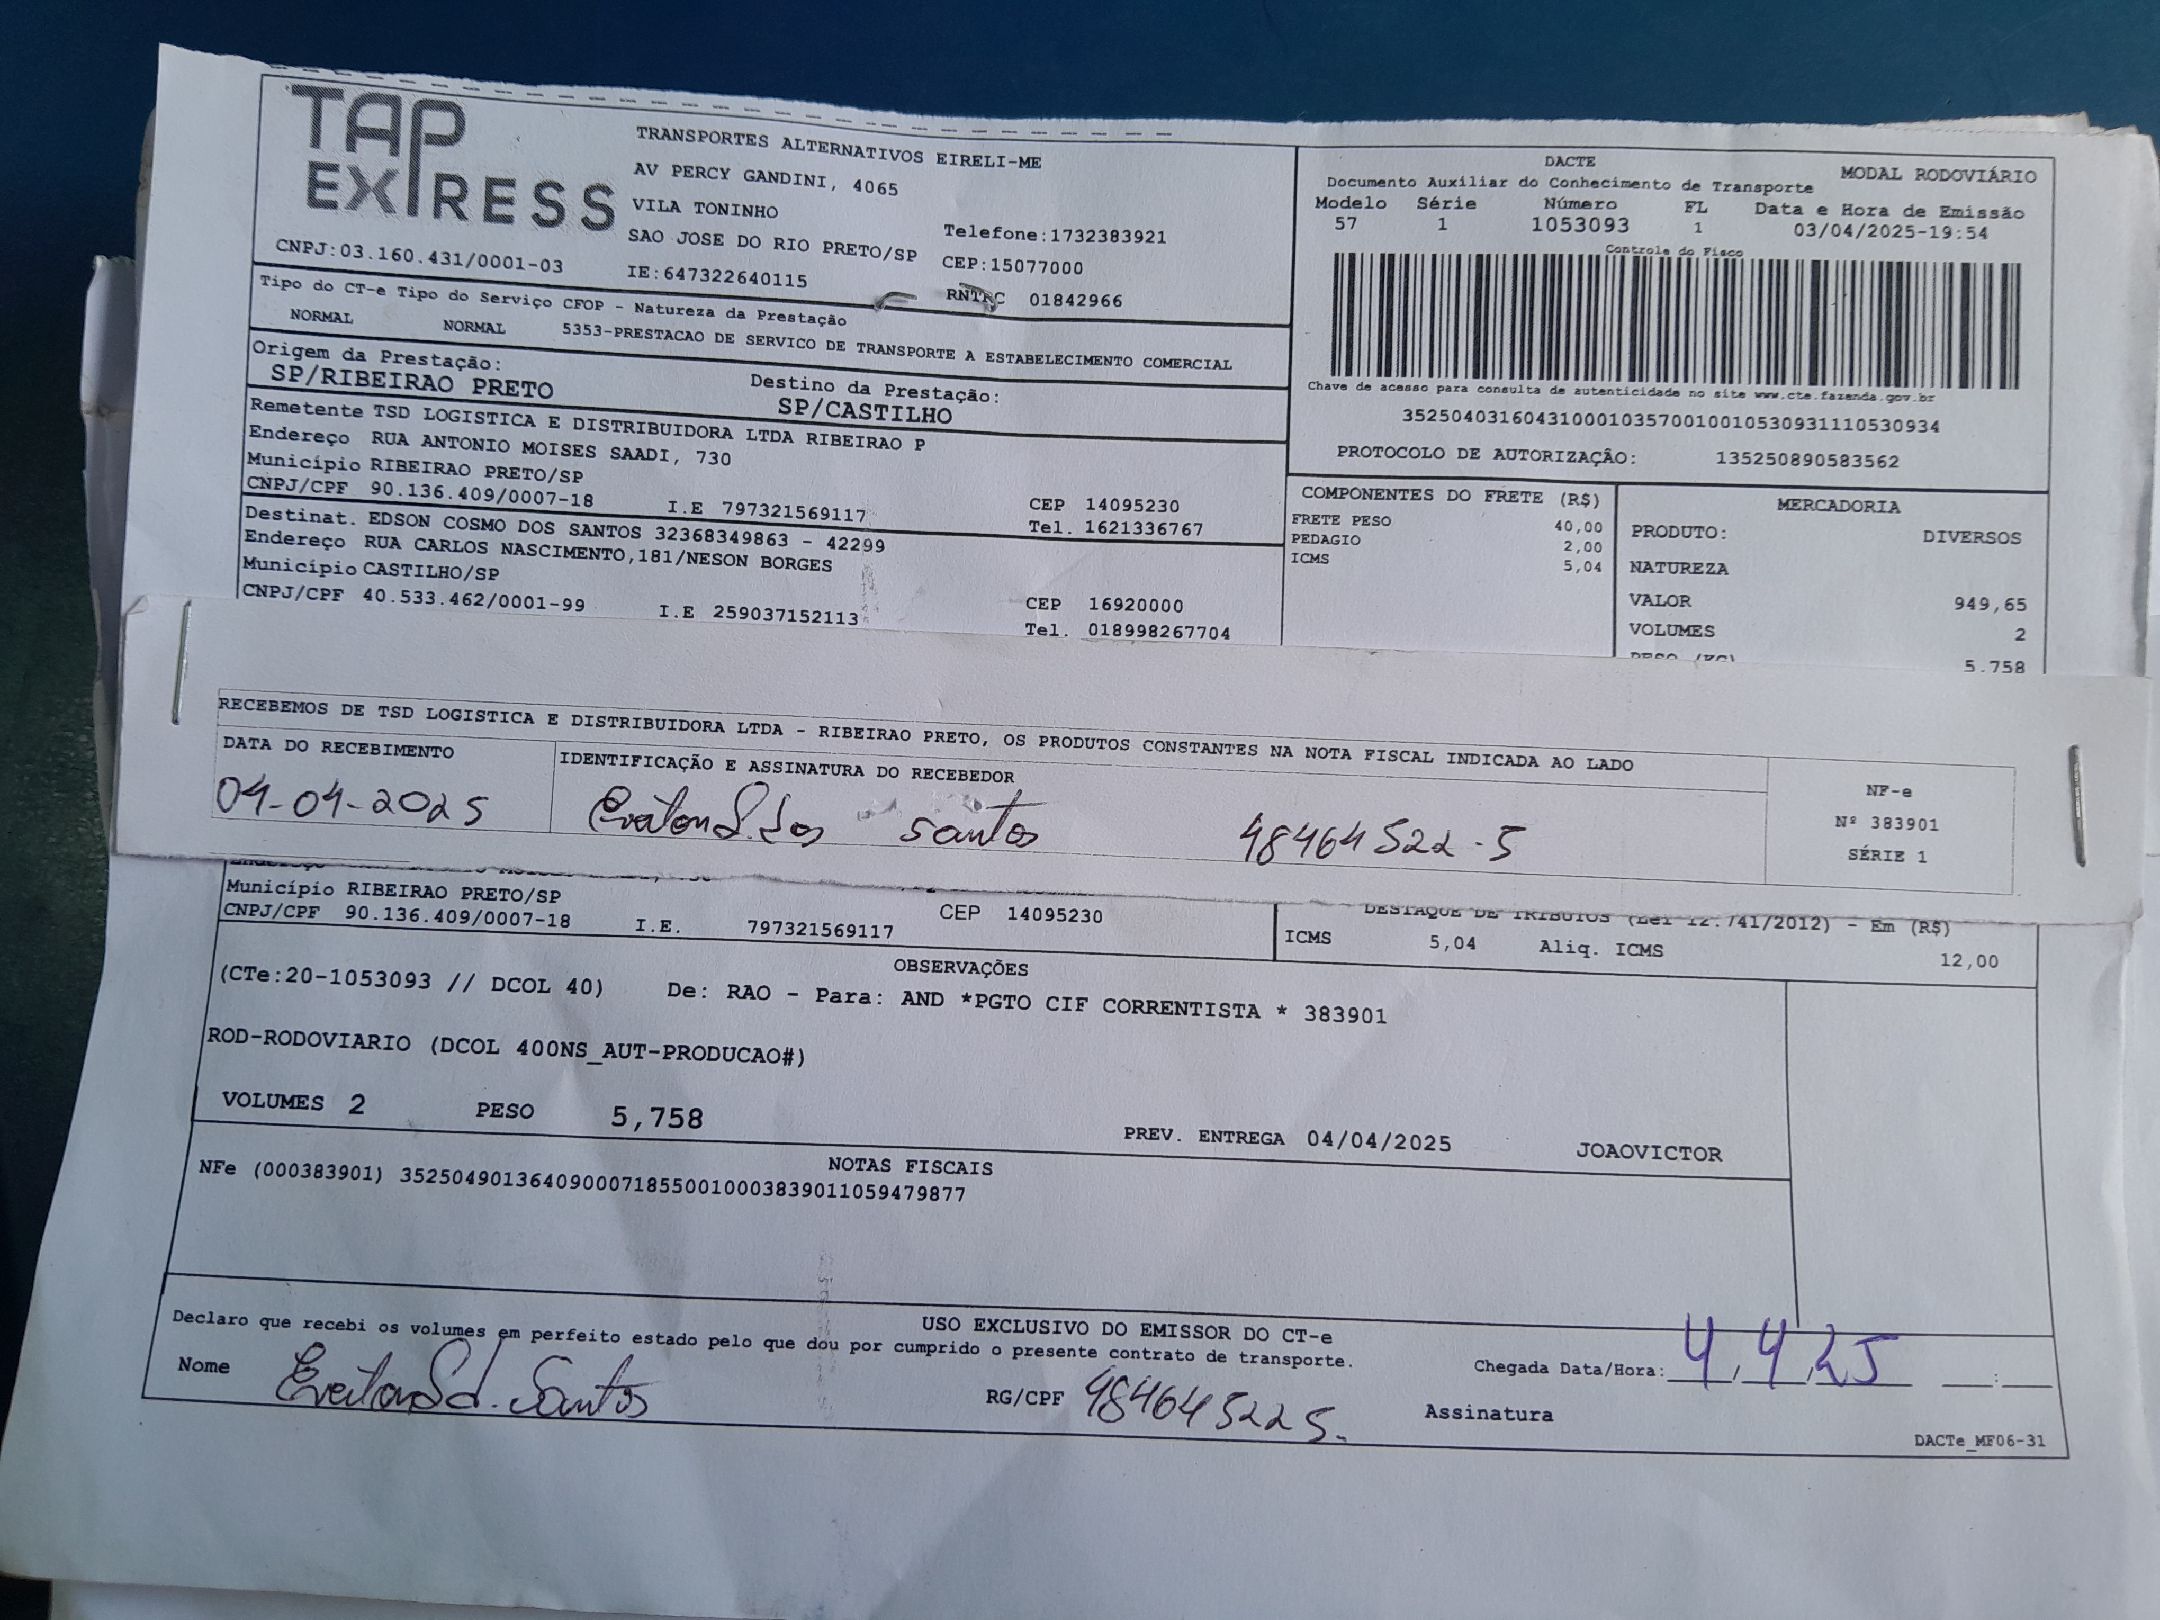 TAP
EXPRESS
TRANSPORTES ALTERNATIVOS EIRELI-ME
AV PERCY GANDINI, 4065
VILA TONINHO
SAO JOSE DO RIO PRETO/SP
Telefone:1732383921
CEP:15077000
CNPJ:03.160.431/0001-03
IE:647322640115
RNTRC 01842966
Tipo do CT-e Tipo do Serviço CFOP - Natureza da Prestação
NORMAL NORMAL 5353-PRESTACAO DE SERVICO DE TRANSPORTE A ESTABELECIMENTO COMERCIAL
Origem da Prestação:
SP/RIBEIRAO PRETO
Destino da Prestação:
SP/CASTILHO
Remetente TSD LOGISTICA E DISTRIBUIDORA LTDA RIBEIRAO P
Endereço RUA ANTONIO MOISES SAADI, 730
Município RIBEIRAO PRETO/SP
CNPJ/CPF 90.136.409/0007-18 I.E 797321569117
CEP 14095230
Tel. 1621336767
Destinat. EDSON COSMO DOS SANTOS 32368349863 - 42299
Endereço RUA CARLOS NASCIMENTO,181/NESON BORGES
Município CASTILHO/SP
CNPJ/CPF 40.533.462/0001-99 I.E 259037152113
CEP 16920000
Tel. 018998267704
DACTE
MODAL RODOVIÁRIO
Documento Auxiliar do Conhecimento de Transporte
Modelo Série Número FL Data e Hora de Emissão
57 1 1053093 1 03/04/2025-19:54
Controle do Fisco
Chave de acesso para consulta de autenticidade no site www.cte.fazenda.gov.br
35250403160431000103570010010530931110530934
PROTOCOLO DE AUTORIZAÇÃO: 135250890583562
COMPONENTES DO FRETE (R$)
FRETE PESO 40,00
PEDAGIO 2,00
ICMS 5,04
MERCADORIA
PRODUTO: DIVERSOS
NATUREZA
VALOR 949,65
VOLUMES 2
PESO (KG) 5.758
RECEBEMOS DE TSD LOGISTICA E DISTRIBUIDORA LTDA - RIBEIRAO PRETO, OS PRODUTOS CONSTANTES NA NOTA FISCAL INDICADA AO LADO
DATA DO RECEBIMENTO
IDENTIFICAÇÃO E ASSINATURA DO RECEBEDOR
04-04-2025
Everton S. dos Santos 48464522-5
NF-e
Nº 383901
SÉRIE 1
Município RIBEIRAO PRETO/SP
CNPJ/CPF 90.136.409/0007-18 I.E. 797321569117
CEP 14095230
DESTAQUE DE TRIBUTOS (Lei 12.741/2012) - Em (R$)
ICMS 5,04 Aliq. ICMS 12,00
OBSERVAÇÕES
(CTe:20-1053093 // DCOL 40) De: RAO - Para: AND *PGTO CIF CORRENTISTA * 383901
ROD-RODOVIARIO (DCOL 400NS_AUT-PRODUCAO#)
VOLUMES 2 PESO 5,758
PREV. ENTREGA 04/04/2025 JOAOVICTOR
NOTAS FISCAIS
NFe (000383901) 35250490136409000718550010003839011059479877
USO EXCLUSIVO DO EMISSOR DO CT-e
Declaro que recebi os volumes em perfeito estado pelo que dou por cumprido o presente contrato de transporte.
Chegada Data/Hora: 4, 4, 25 :
Nome Everton S d. Santos
RG/CPF 484645225.
Assinatura
DACTe_MF06-31